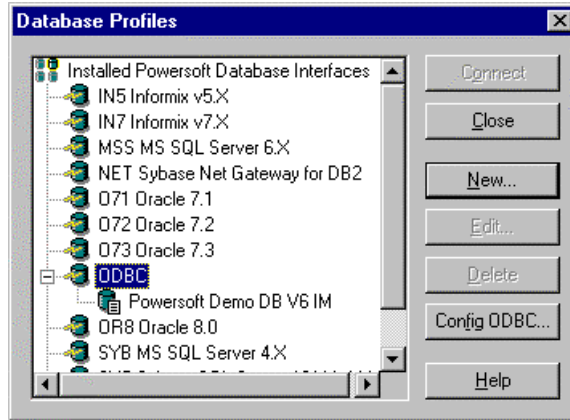 Database Profiles
Installed Powersoft Database Interfaces
IN5 Informix v5.X
IN7 Informix v7.X
MSS MS SQL Server 6.X
NET Sybase Net Gateway for DB2
O71 Oracle 7.1
O72 Oracle 7.2
O73 Oracle 7.3
ODBC
Powersoft Demo DB V6 IM
OR8 Oracle 8.0
SYB MS SQL Server 4.X
Connect
Close
New...
Edit...
Delete
Config ODBC...
Help